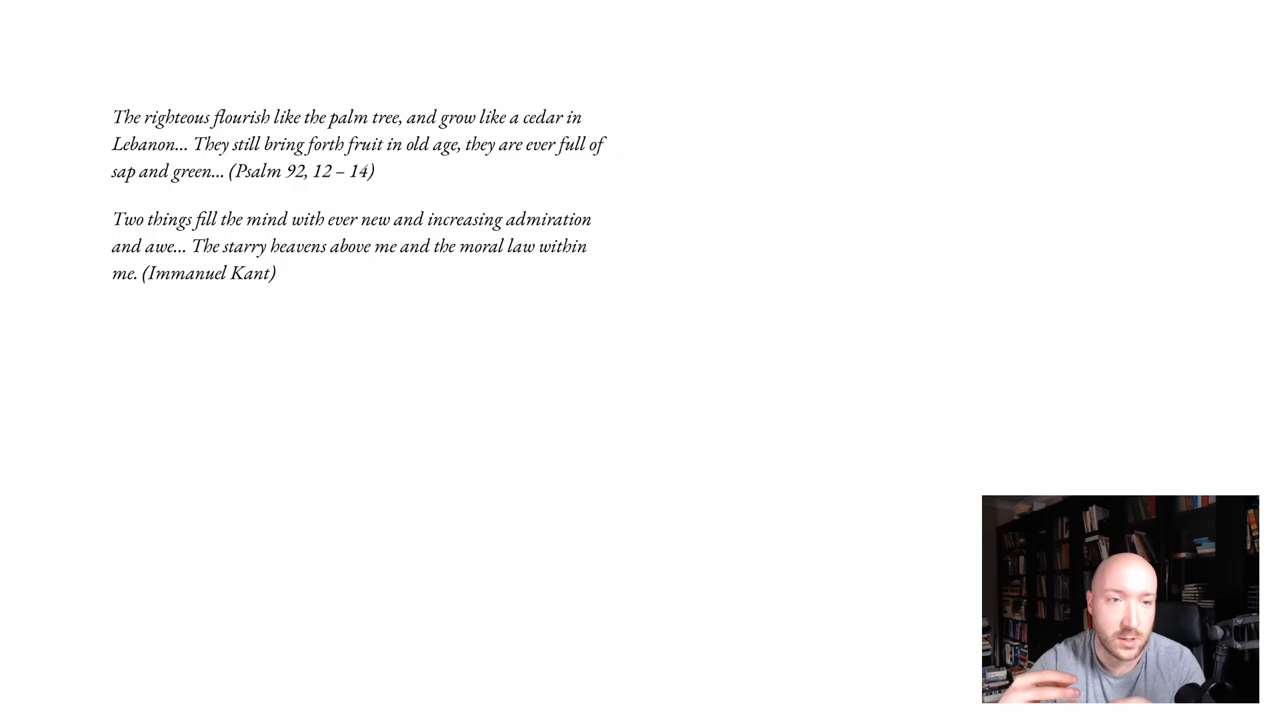 The righteous flourish like the palm tree, and grow like a cedar in
Lebanon... They still bring forth fruit in old age, they are ever full of
sap and green... (Psalm 92, 12 – 14)
Two things fill the mind with ever new and increasing admiration
and awe... The starry heavens above me and the moral law within
me. (Immanuel Kant)